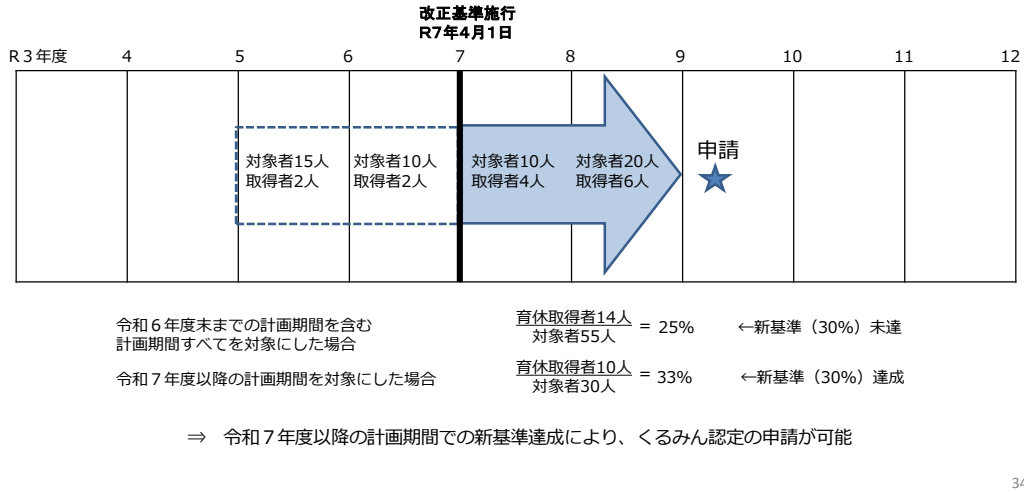 改正基準施行
R7年4月1日
R３年度 4 5 6 7 8 9 10 11 12
対象者15人 対象者10人 対象者10人 対象者20人
取得者2人 取得者2人 取得者4人 取得者6人
申請
令和６年度末までの計画期間を含む
計画期間すべてを対象にした場合
育休取得者14人
対象者55人
= 25% ←新基準（30%）未達
令和７年度以降の計画期間を対象にした場合
育休取得者10人
対象者30人
= 33% ←新基準（30%）達成
⇒ 令和７年度以降の計画期間での新基準達成により、くるみん認定の申請が可能
34